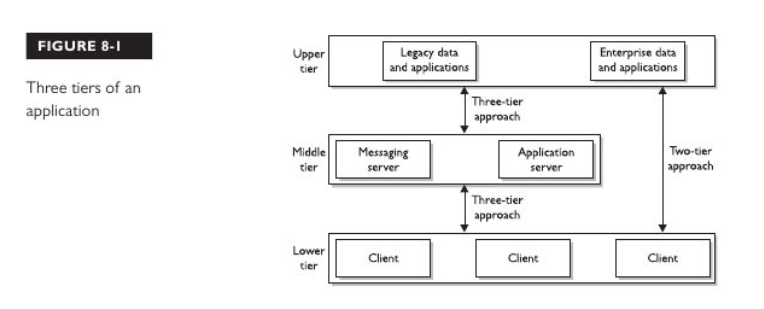 FIGURE 8-1
Three tiers of an
application
Upper
tier
Legacy data
and applications
Enterprise data
and applications
Three-tier
approach
Middle
tier
Messaging
server
Application
server
Two-tier
approach
Three-tier
approach
Lower
tier
Client
Client
Client